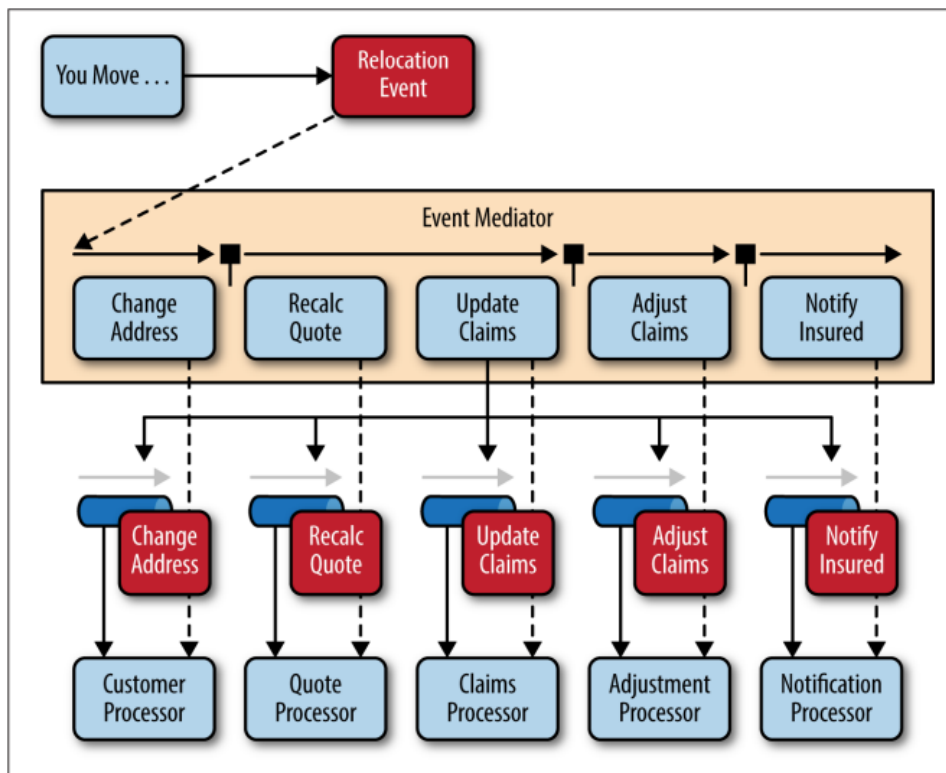 You Move . . .
Relocation
Event
Event Mediator
Change
Address
Recalc
Quote
Update
Claims
Adjust
Claims
Notify
Insured
Change
Address
Recalc
Quote
Update
Claims
Adjust
Claims
Notify
Insured
Customer
Processor
Quote
Processor
Claims
Processor
Adjustment
Processor
Notification
Processor